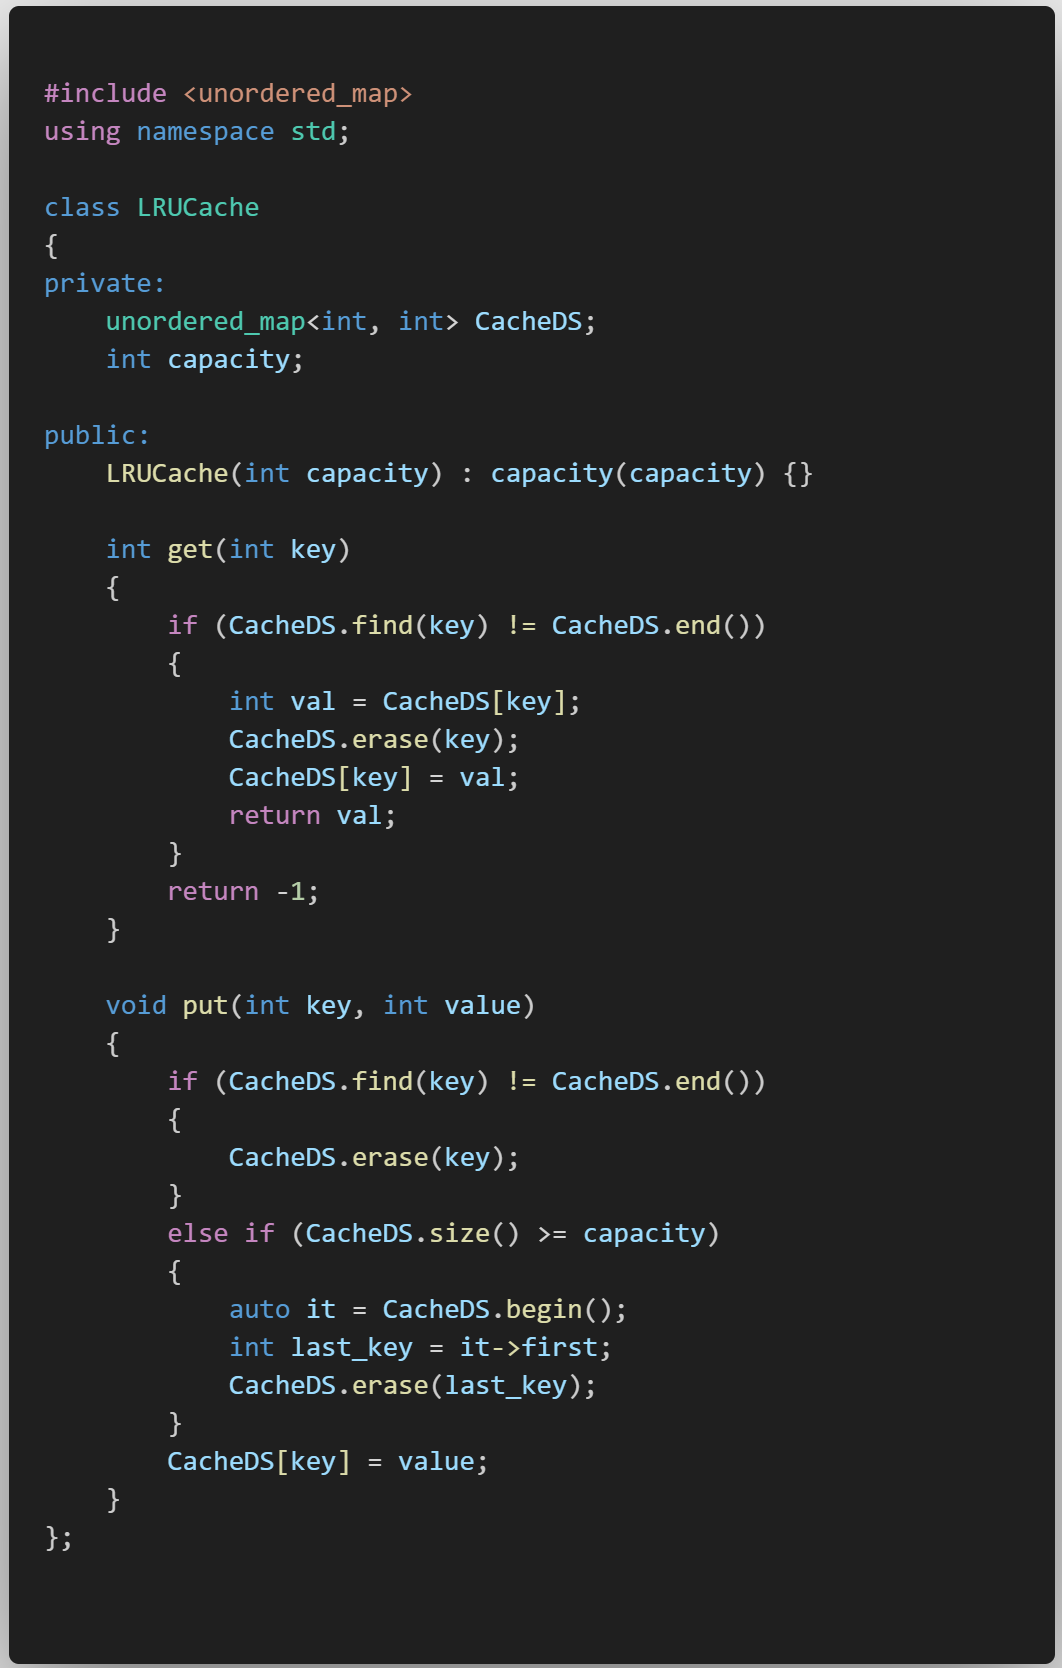 #include <unordered_map>
using namespace std;

class LRUCache
{
private:
    unordered_map<int, int> CacheDS;
    int capacity;

public:
    LRUCache(int capacity) : capacity(capacity) {}

    int get(int key)
    {
        if (CacheDS.find(key) != CacheDS.end())
        {
            int val = CacheDS[key];
            CacheDS.erase(key);
            CacheDS[key] = val;
            return val;
        }
        return -1;
    }

    void put(int key, int value)
    {
        if (CacheDS.find(key) != CacheDS.end())
        {
            CacheDS.erase(key);
        }
        else if (CacheDS.size() >= capacity)
        {
            auto it = CacheDS.begin();
            int last_key = it->first;
            CacheDS.erase(last_key);
        }
        CacheDS[key] = value;
    }
};